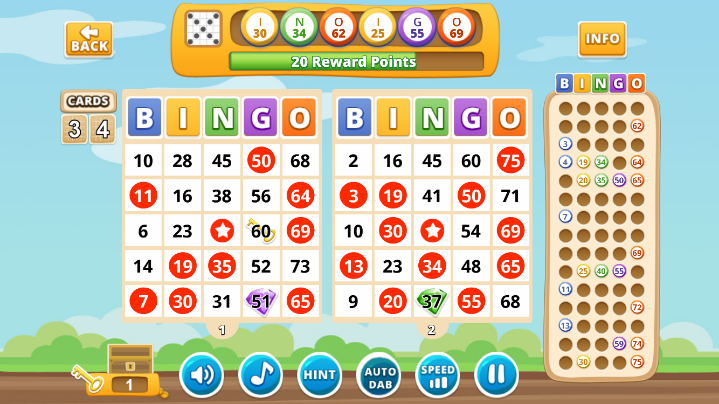 BACK
I 30 N 34 O 62 I 25 G 55 O 69
20 Reward Points
INFO
CARDS
3 4
B I N G O
10 28 45 50 68
11 16 38 56 64
6 23 60 69
14 19 35 52 73
7 30 31 51 65
1
B I N G O
2 16 45 60 75
3 19 41 50 71
10 30 54 69
13 23 34 48 65
9 20 37 55 68
2
B I N G O
62
3
4 19 34 64
20 35 50 65
7
69
25 40 55
11
72
13
59 74
30 75
1
HINT
AUTO DAB
SPEED